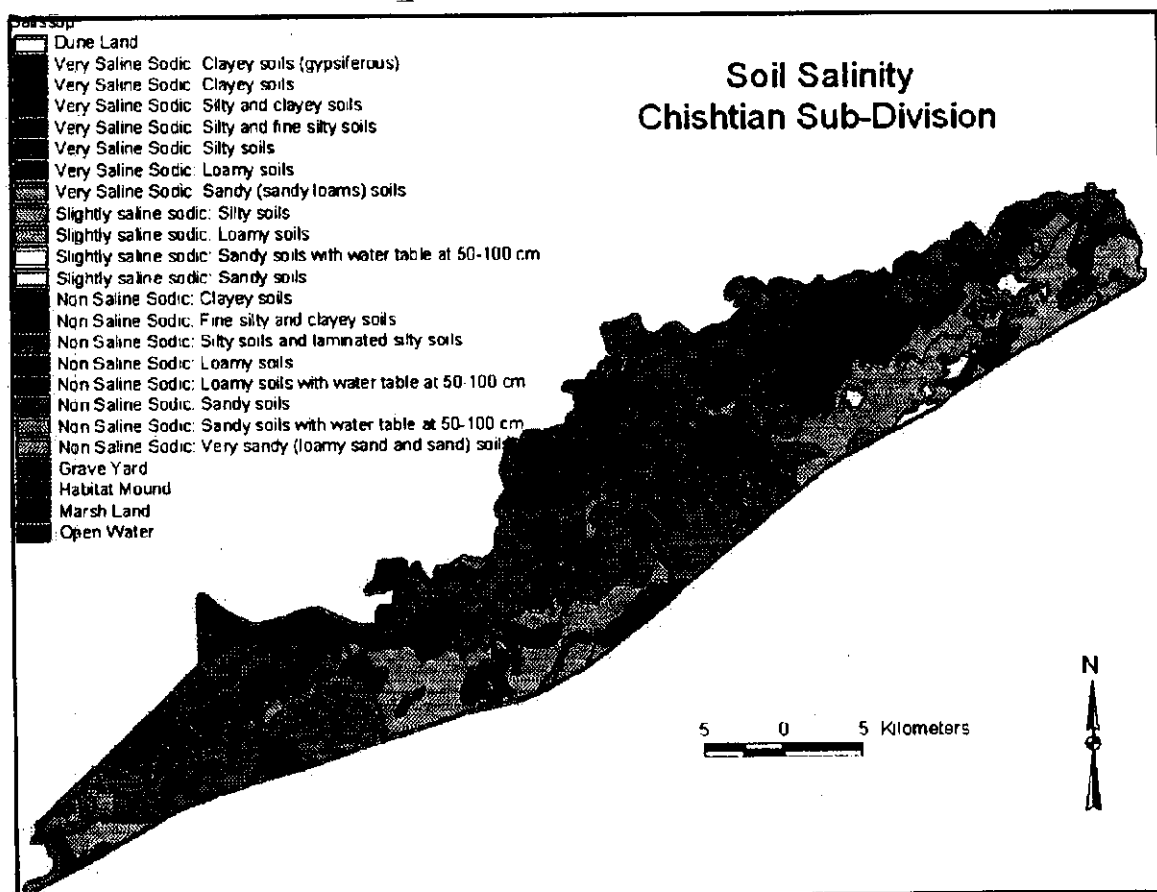 Dune Land
Very Saline Sodic: Clayey soils (gypsiferous)
Very Saline Sodic: Clayey soils
Very Saline Sodic: Silty and clayey soils
Very Saline Sodic: Silty and fine silty soils
Very Saline Sodic: Silty soils
Very Saline Sodic: Loamy soils
Very Saline Sodic: Sandy (sandy loams) soils
Slightly saline sodic: Silty soils
Slightly saline sodic: Loamy soils
Slightly saline sodic: Sandy soils with water table at 50-100 cm
Slightly saline sodic: Sandy soils
Non Saline Sodic: Clayey soils
Non Saline Sodic: Fine silty and clayey soils
Non Saline Sodic: Silty soils and laminated silty soils
Non Saline Sodic: Loamy soils
Non Saline Sodic: Loamy soils with water table at 50-100 cm
Non Saline Sodic: Sandy soils
Non Saline Sodic: Sandy soils with water table at 50-100 cm
Non Saline Sodic: Very sandy (loamy sand and sand) soils
Grave Yard
Habitat Mound
Marsh Land
Open Water
Soil Salinity
Chishtian Sub-Division
N
5 0 5 Kilometers